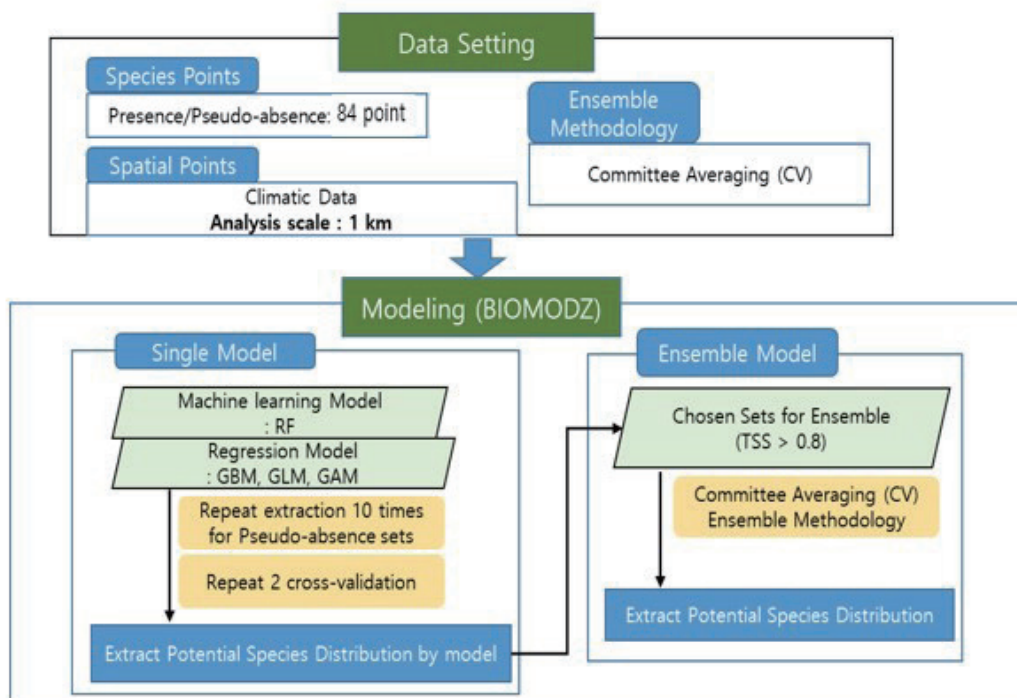 Data Setting
Species Points
Presence/Pseudo-absence: 84 point
Spatial Points
Climatic Data
Analysis scale : 1 km
Ensemble
Methodology
Committee Averaging (CV)
Modeling (BIOMODZ)
Single Model
Machine learning Model
: RF
Regression Model
: GBM, GLM, GAM
Repeat extraction 10 times
for Pseudo-absence sets
Repeat 2 cross-validation
Extract Potential Species Distribution by model
Ensemble Model
Chosen Sets for Ensemble
(TSS > 0.8)
Committee Averaging (CV)
Ensemble Methodology
Extract Potential Species Distribution